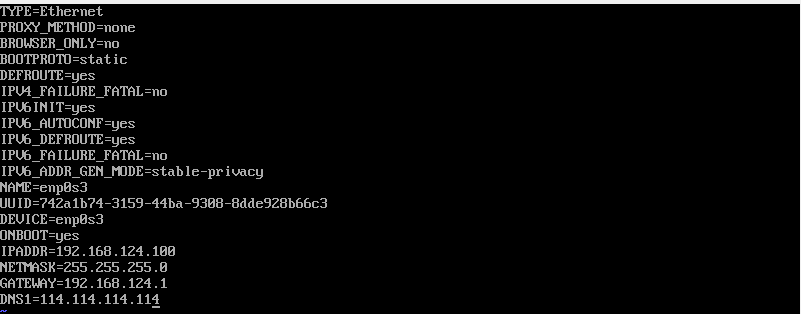 TYPE=Ethernet
PROXY_METHOD=none
BROWSER_ONLY=no
BOOTPROTO=static
DEFROUTE=yes
IPV4_FAILURE_FATAL=no
IPV6INIT=yes
IPV6_AUTOCONF=yes
IPV6_DEFROUTE=yes
IPV6_FAILURE_FATAL=no
IPV6_ADDR_GEN_MODE=stable-privacy
NAME=enp0s3
UUID=742a1b74-3159-44ba-9308-8dde928b66c3
DEVICE=enp0s3
ONBOOT=yes
IPADDR=192.168.124.100
NETMASK=255.255.255.0
GATEWAY=192.168.124.1
DNS1=114.114.114.114
~